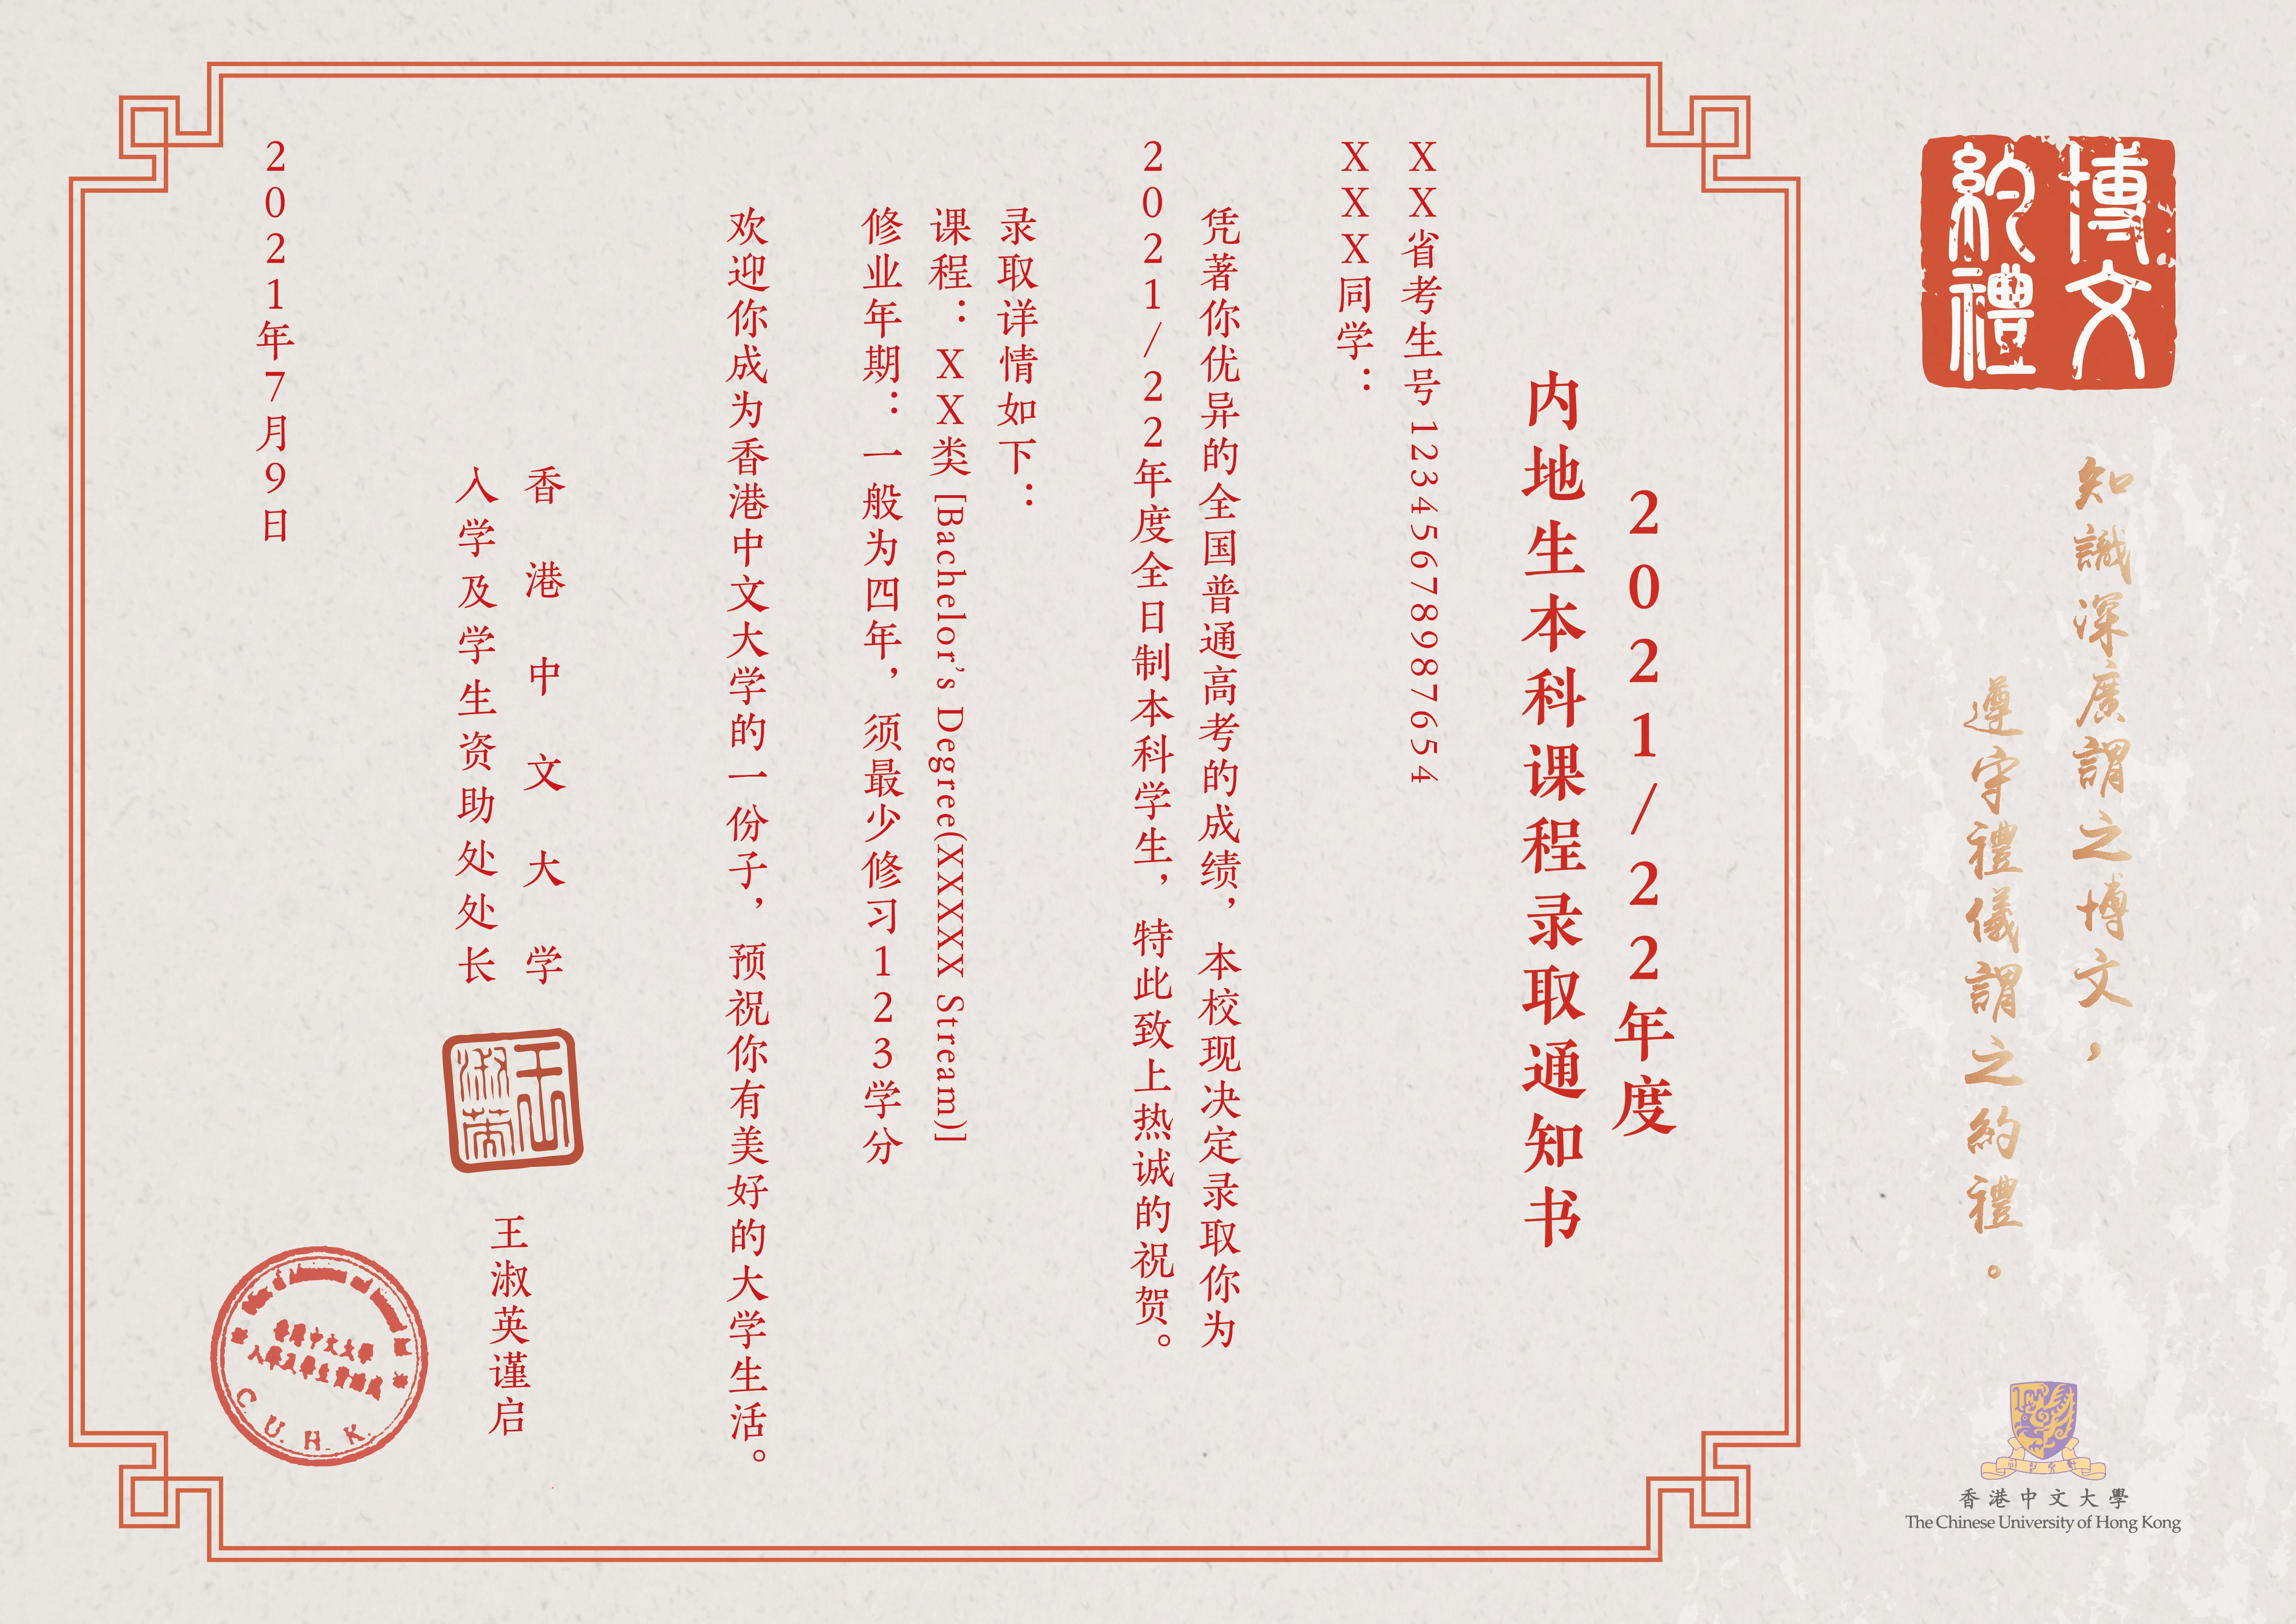 博文
約禮
知識深廣謂之博文，
遵守禮儀謂之約禮。
香港中文大學
The Chinese University of Hong Kong
2021/22年度
内地生本科课程录取通知书
XX省考生号12345678987654
XXX同学：
凭著你优异的全国普通高考的成绩，本校现决定录取你为
2021/22年度全日制本科学生，特此致上热诚的祝贺。
录取详情如下：
课程：XX类 [Bachelor's Degree(XXXXX Stream)]
修业年期：一般为四年，须最少修习123学分
欢迎你成为香港中文大学的一份子，预祝你有美好的大学生活。
香港中文大学
入学及学生资助处处长
王淑英谨启
2021年7月9日
香港中文大學
入學及學生資助處
C. U. H. K.